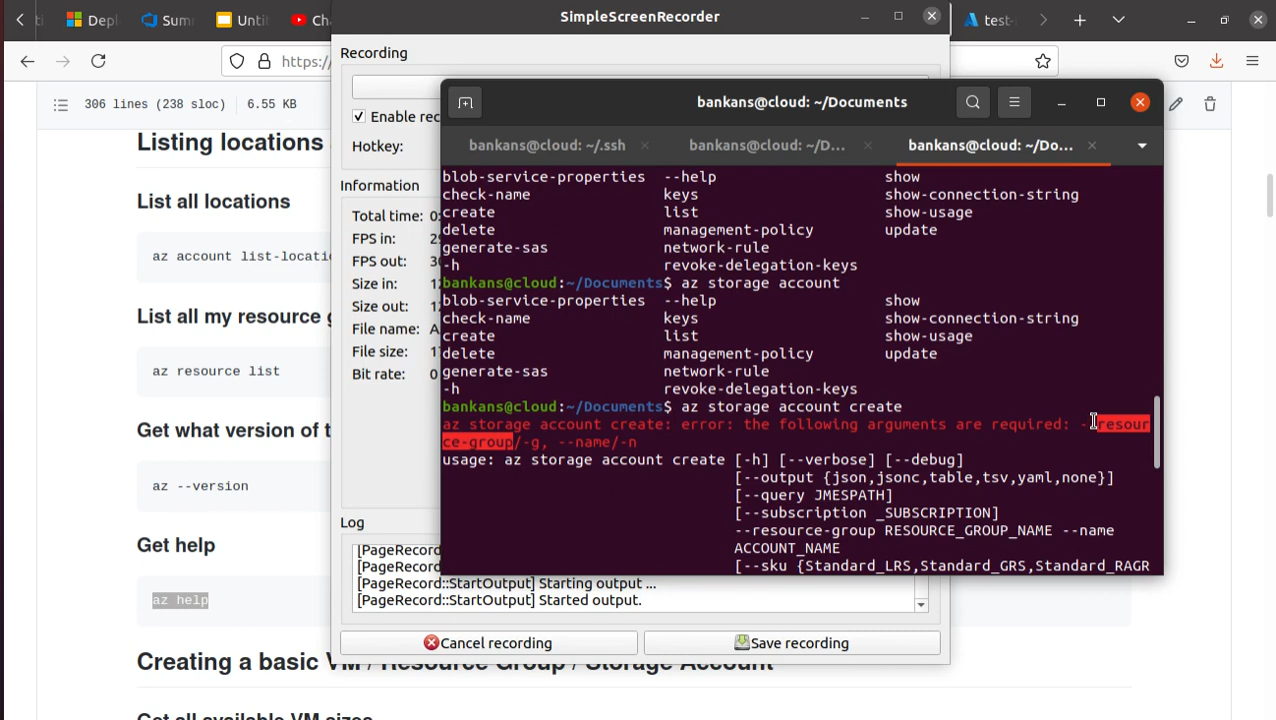 Depl
Sum
Unti
Ch
SimpleScreenRecorder
test-
https:/
Recording
306 lines (238 sloc)
6.55 KB
Enable rec
Hotkey:
Information
Total time: 0:
FPS in:
FPS out:
Size in:
Size out:
File name: A
File size:
Bit rate: 0
Log
[PageRecord
[PageRecord
[PageRecord::StartOutput] Starting output ...
[PageRecord::StartOutput] Started output.
Cancel recording
Save recording
Listing locations
List all locations
az account list-locati
List all my resource g
az resource list
Get what version of t
az --version
Get help
az help
Creating a basic VM / Resource Group / Storage Account
Get all available VM sizes
bankans@cloud: ~/Documents
bankans@cloud: ~/.ssh
bankans@cloud: ~/D...
bankans@cloud: ~/Do...
blob-service-properties --help show
check-name keys show-connection-string
create list show-usage
delete management-policy update
generate-sas network-rule
-h revoke-delegation-keys
bankans@cloud:~/Documents$ az storage account
blob-service-properties --help show
check-name keys show-connection-string
create list show-usage
delete management-policy update
generate-sas network-rule
-h revoke-delegation-keys
bankans@cloud:~/Documents$ az storage account create
az storage account create: error: the following arguments are required: --resour
ce-group/-g, --name/-n
usage: az storage account create [-h] [--verbose] [--debug]
[--output {json,jsonc,table,tsv,yaml,none}]
[--query JMESPATH]
[--subscription _SUBSCRIPTION]
--resource-group RESOURCE_GROUP_NAME --name
ACCOUNT_NAME
[--sku {Standard_LRS,Standard_GRS,Standard_RAGR